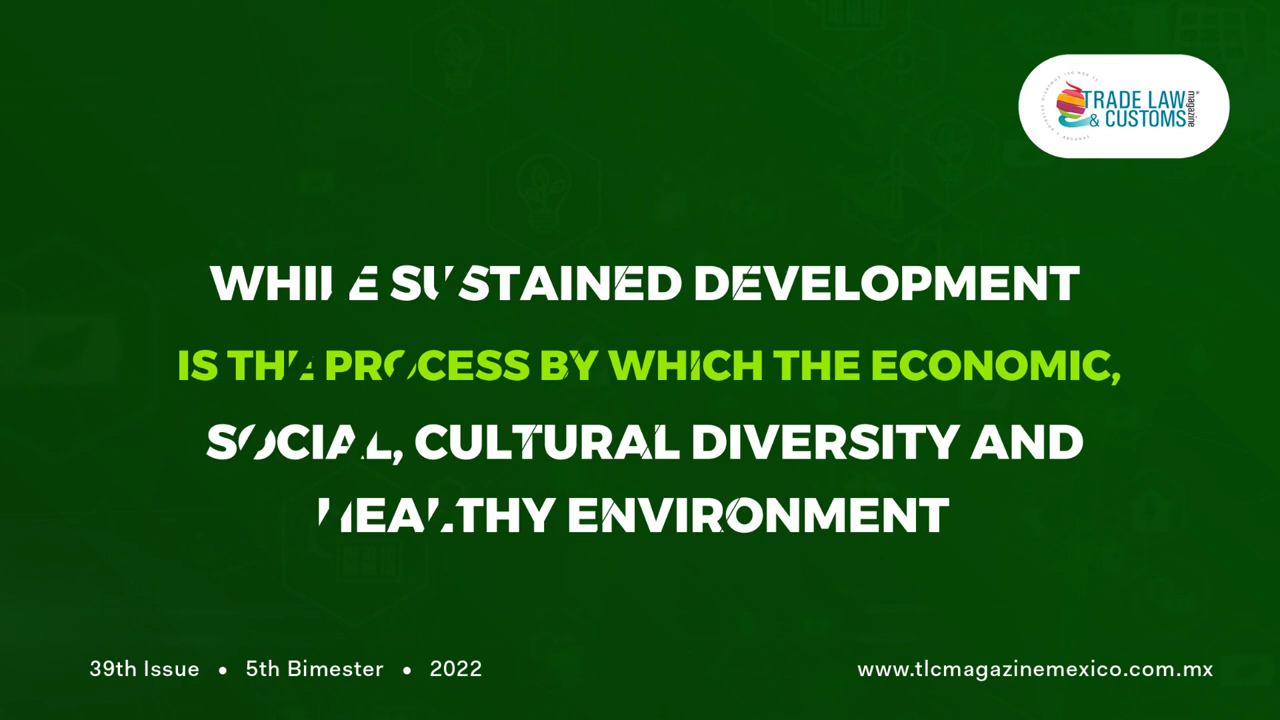 TRADE LAW
& CUSTOMS
magazine
WHILE SUSTAINED DEVELOPMENT
IS THE PROCESS BY WHICH THE ECONOMIC,
SOCIAL, CULTURAL DIVERSITY AND
HEALTHY ENVIRONMENT
39th Issue • 5th Bimester • 2022
www.tlcmagazinemexico.com.mx